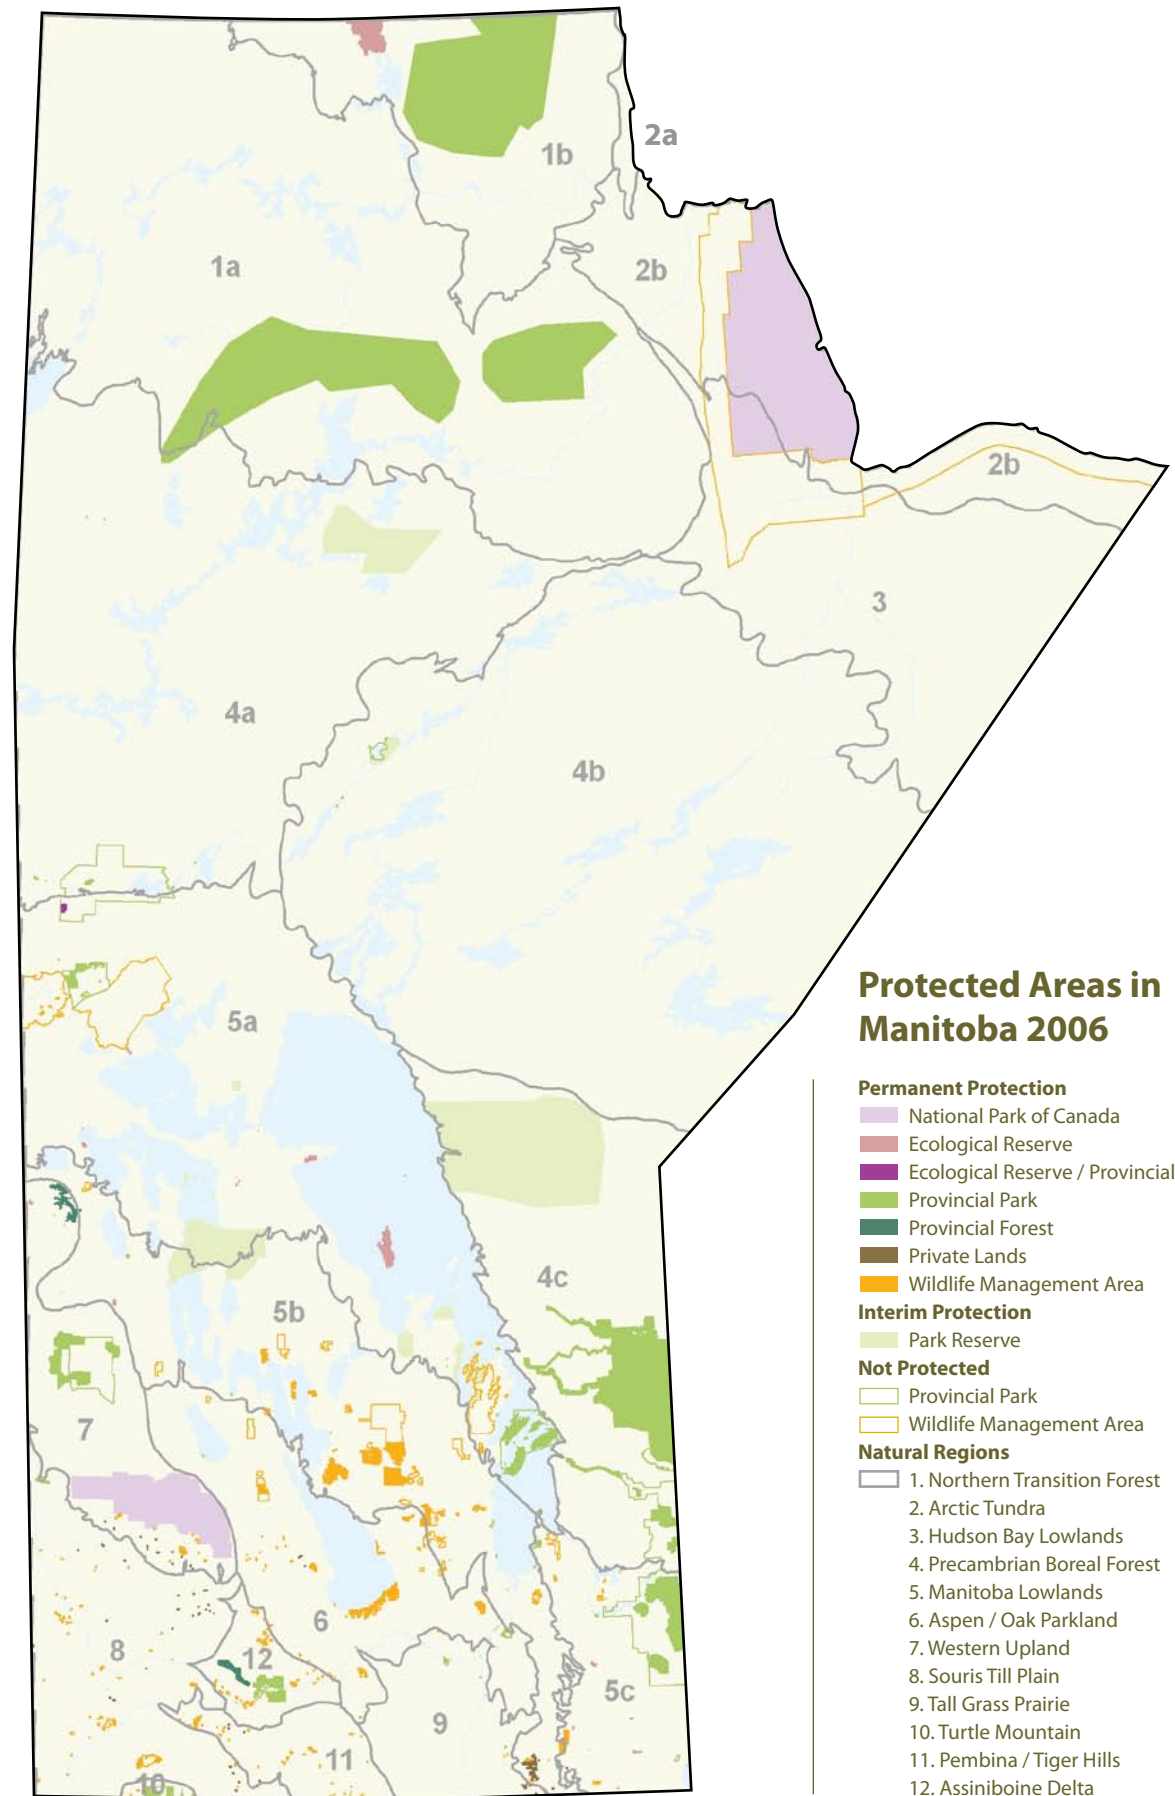 2a
1b
1a
2b
2b
3
4a
4b
5a
4c
5b
7
6
8
12
5c
9
11
10
Protected Areas in
Manitoba 2006
Permanent Protection
National Park of Canada
Ecological Reserve
Ecological Reserve / Provincial
Provincial Park
Provincial Forest
Private Lands
Wildlife Management Area
Interim Protection
Park Reserve
Not Protected
Provincial Park
Wildlife Management Area
Natural Regions
1. Northern Transition Forest
2. Arctic Tundra
3. Hudson Bay Lowlands
4. Precambrian Boreal Forest
5. Manitoba Lowlands
6. Aspen / Oak Parkland
7. Western Upland
8. Souris Till Plain
9. Tall Grass Prairie
10. Turtle Mountain
11. Pembina / Tiger Hills
12. Assiniboine Delta